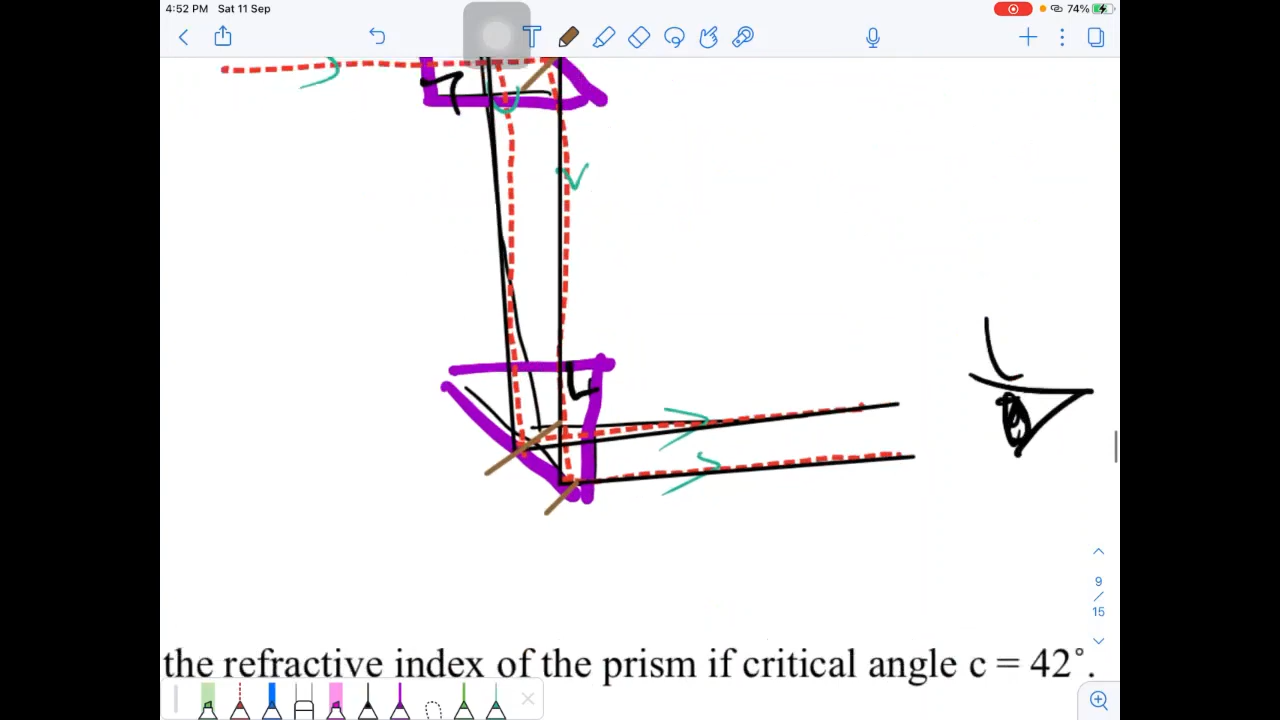 4:52 PM Sat 11 Sep
74%
T
9
/
15
the refractive index of the prism if critical angle c = 42°.